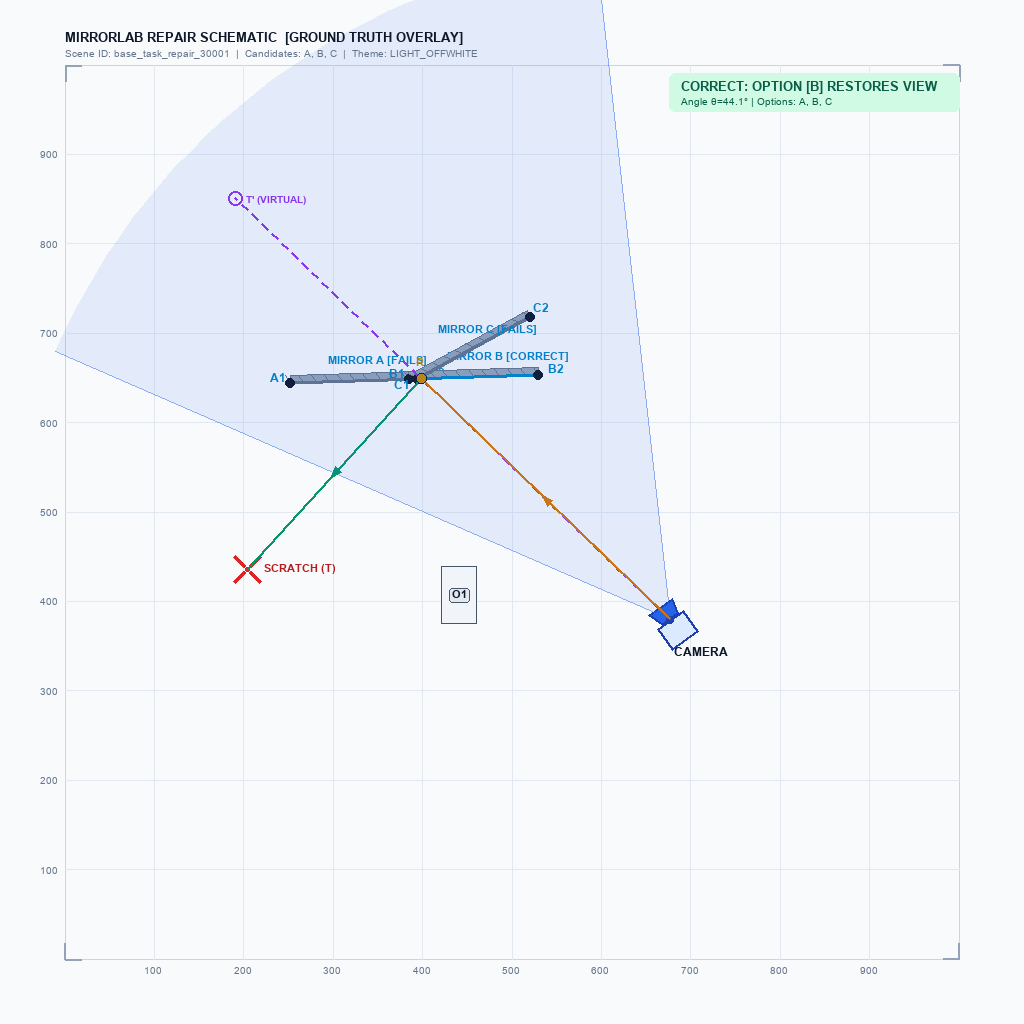 MIRRORLAB REPAIR SCHEMATIC [GROUND TRUTH OVERLAY]
Scene ID: base_task_repair_30001 | Candidates: A, B, C | Theme: LIGHT_OFFWHITE
CORRECT: OPTION [B] RESTORES VIEW
Angle θ=44.1° | Options: A, B, C
900
T' (VIRTUAL)
800
C2
700
MIRROR C [FAILS]
MIRROR A [FAILS]
MIRROR B [CORRECT]
B2
A1
B1
C1
600
500
SCRATCH (T)
400
O1
CAMERA
300
200
100
100 200 300 400 500 600 700 800 900